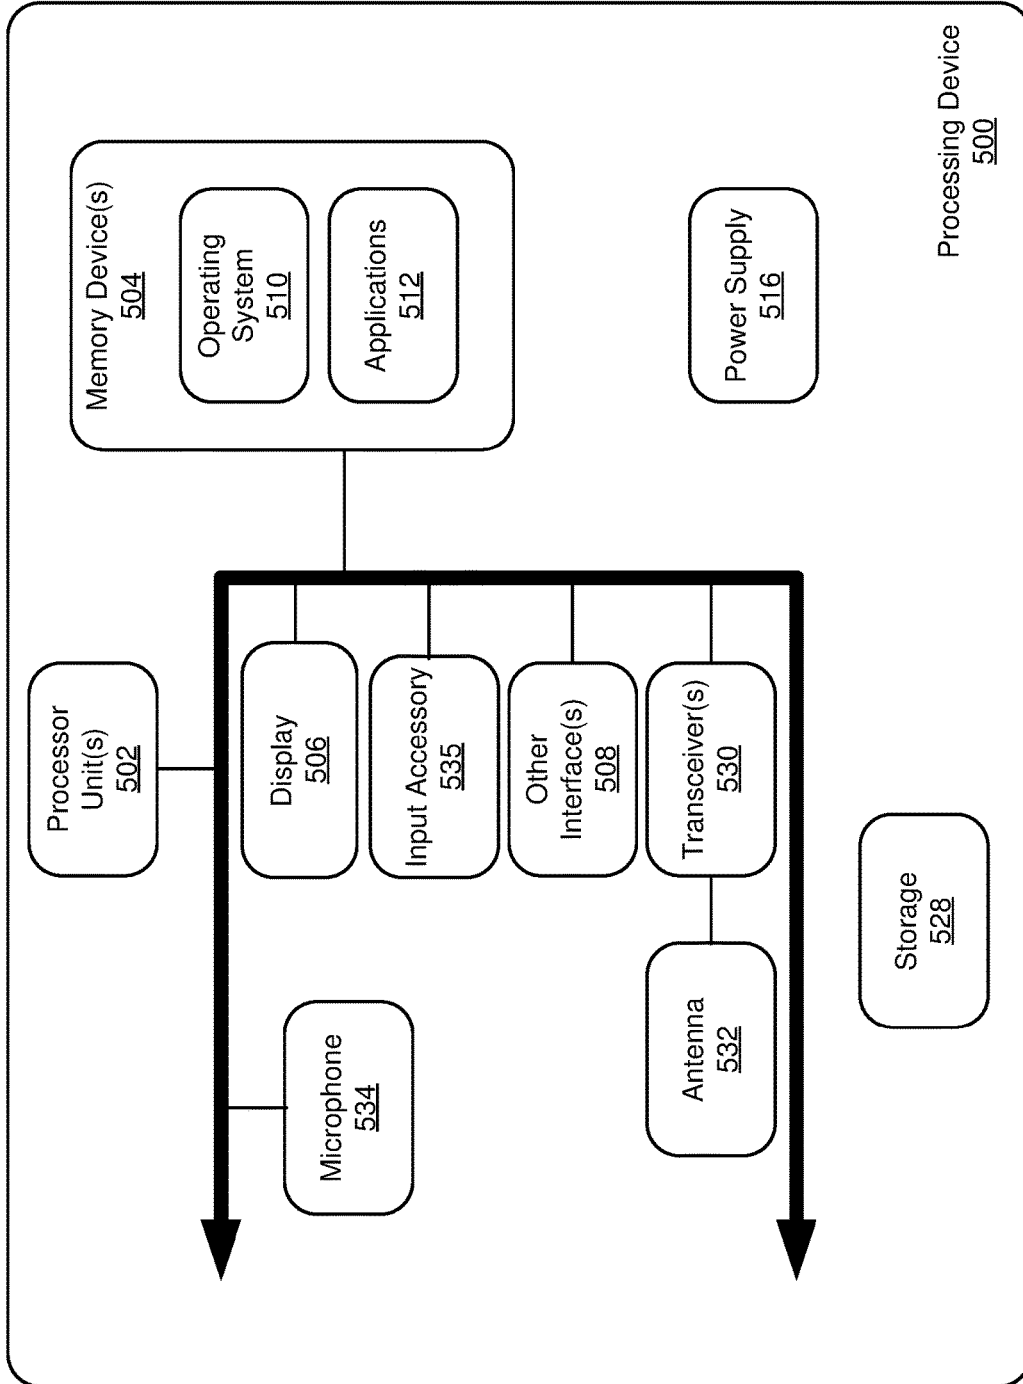 Processing Device
500
Memory Device(s)
504
Operating
System
510
Applications
512
Power Supply
516
Processor
Unit(s)
502
Display
506
Input Accessory
535
Other
Interface(s)
508
Transceiver(s)
530
Microphone
534
Antenna
532
Storage
528